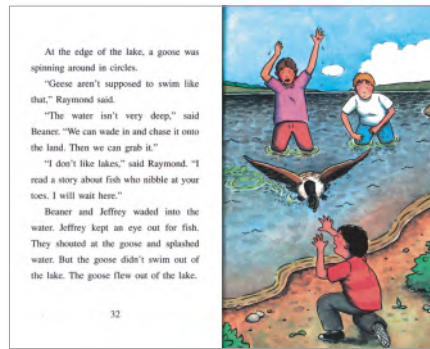 At the edge of the lake, a goose was
spinning around in circles.
"Geese aren't supposed to swim like
that," Raymond said.
"The water isn't very deep," said
Beaner. "We can wade in and chase it onto
the land. Then we can grab it."
"I don't like lakes," said Raymond. "I
read a story about fish who nibble at your
toes. I will wait here."
Beaner and Jeffrey waded into the
water. Jeffrey kept an eye out for fish.
They shouted at the goose and splashed
water. But the goose didn't swim out of
the lake. The goose flew out of the lake.
32